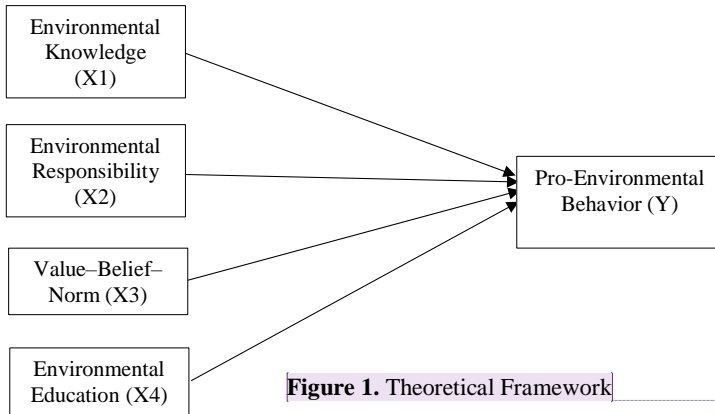 Environmental
Knowledge
(X1)
Environmental
Responsibility
(X2)
Value–Belief–
Norm (X3)
Environmental
Education (X4)
Pro-Environmental
Behavior (Y)
Figure 1. Theoretical Framework